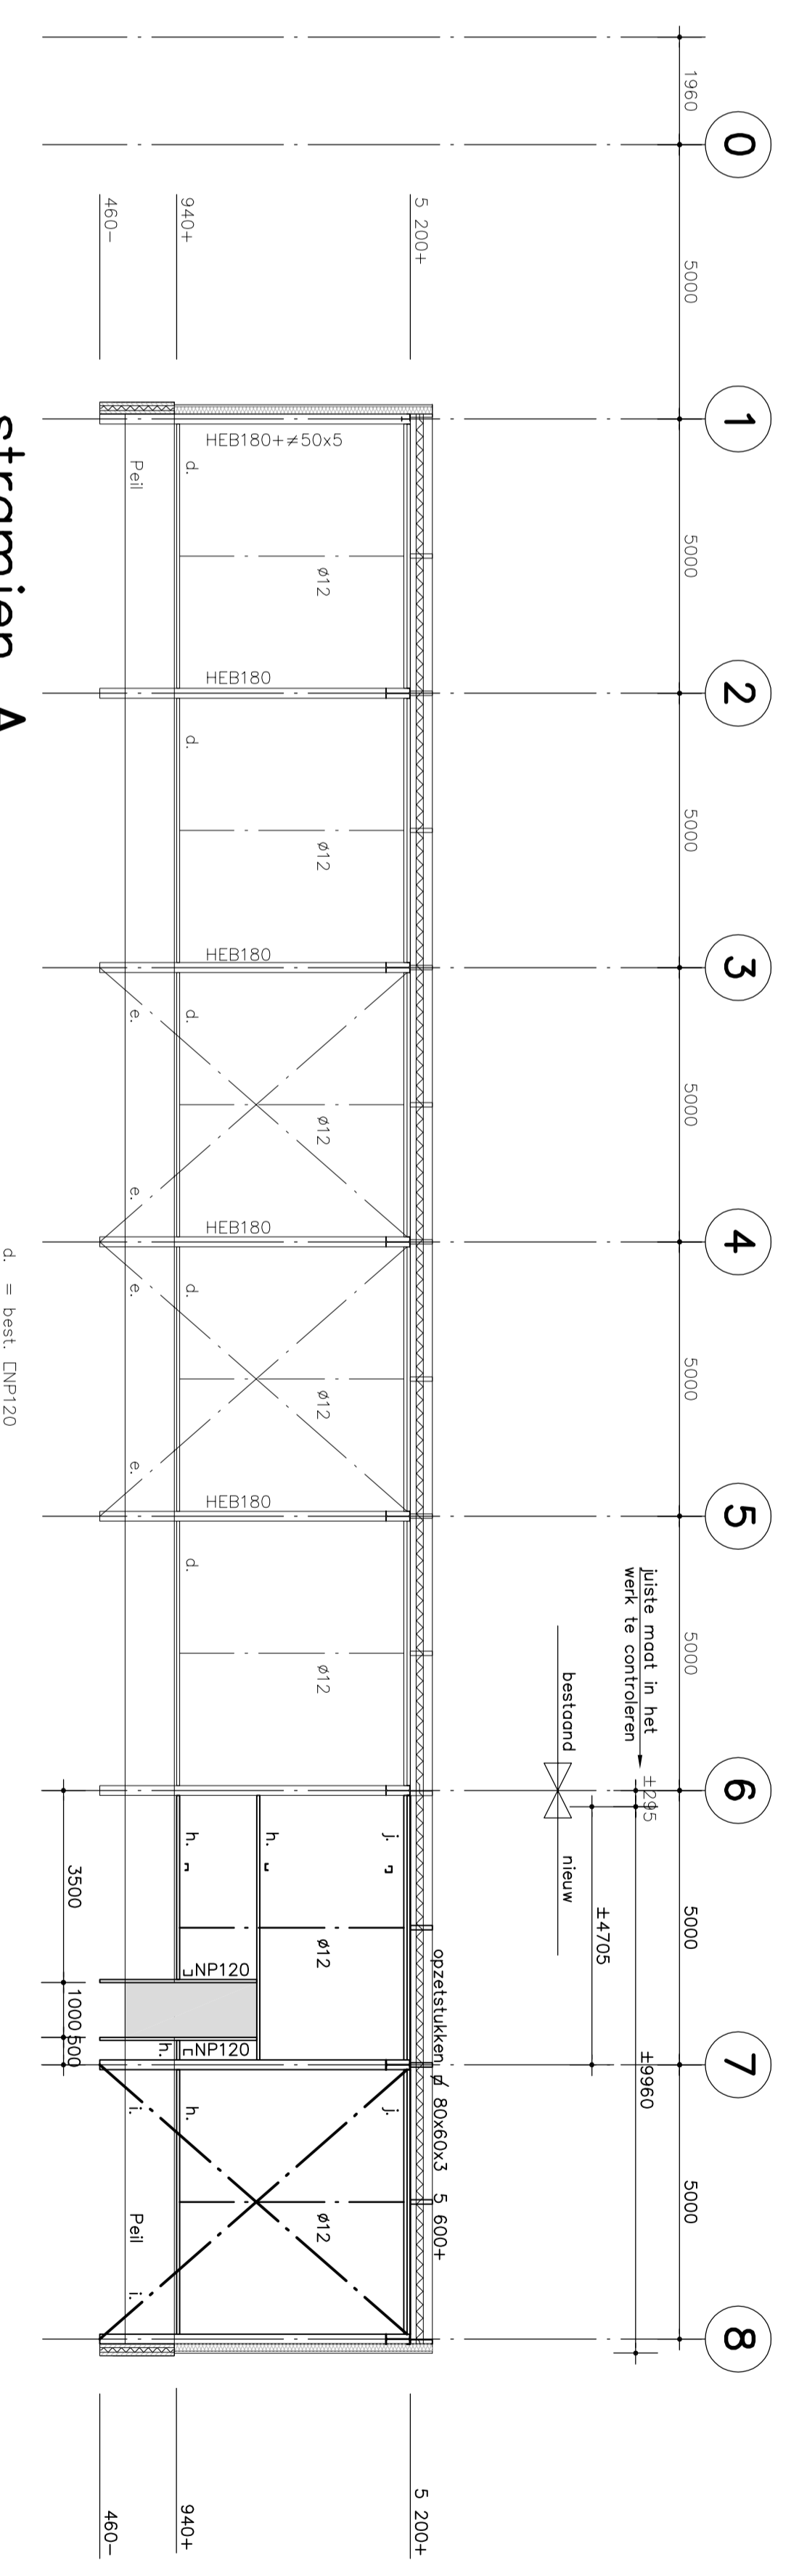 0
1
2
3
4
5
6
7
8
1960
5000
5000
5000
5000
5000
5000
5000
5000
juiste maat in het
werk te controleren
±295
±9960
±4705
bestaand
nieuw
opzetstukken 80x60x3
5 600+
5 200+
5 200+
940+
940+
460-
460-
HEB180+≠50x5
HEB180
HEB180
HEB180
HEB180
ø12
ø12
ø12
ø12
ø12
ø12
ø12
j.
j.
d.
d.
d.
d.
d.
h.
h.
h.
h.
NP120
NP120
Peil
e.
e.
e.
e.
i.
Peil
i.
3500
1000
500
stramien A
d. = best. [NP120